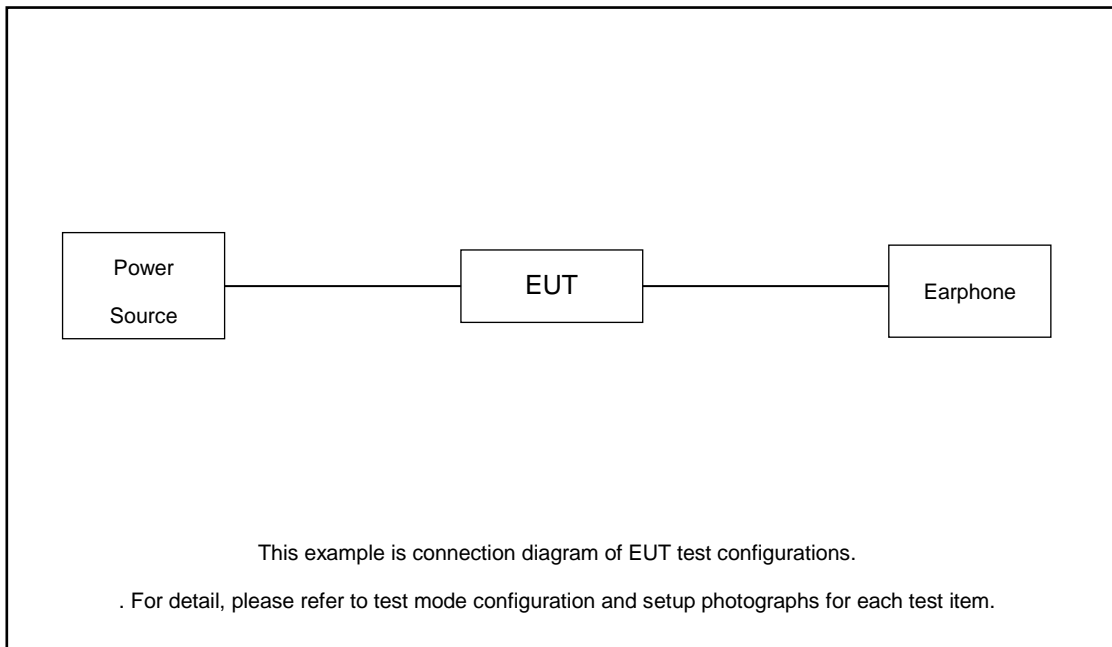 Power
Source
EUT
Earphone
This example is connection diagram of EUT test configurations.
. For detail, please refer to test mode configuration and setup photographs for each test item.